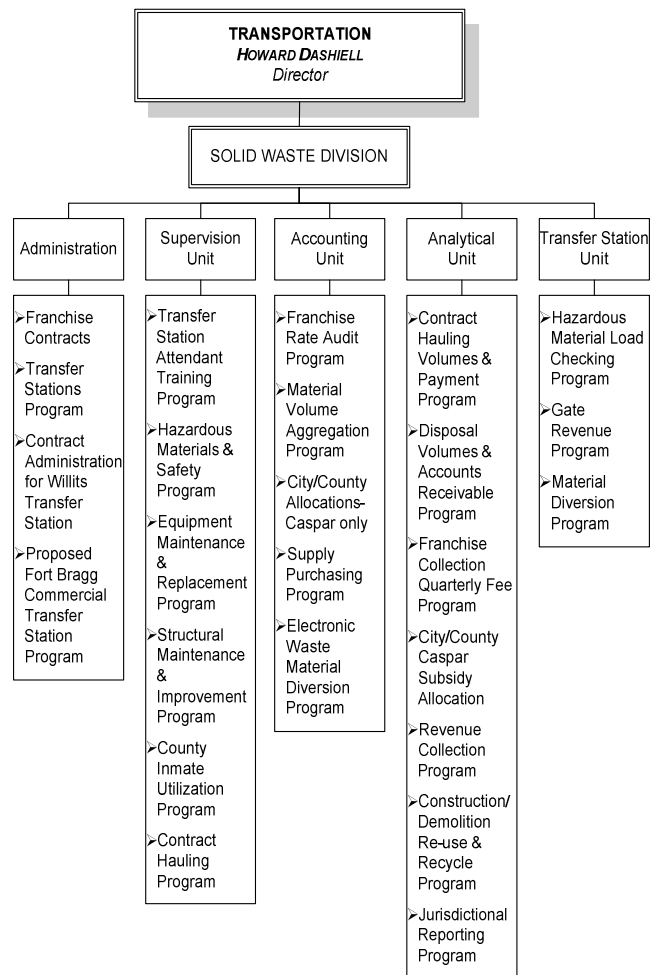 TRANSPORTATION
HOWARD DASHIELL
Director
SOLID WASTE DIVISION
Administration
➢Franchise
Contracts
➢Transfer
Stations
Program
➢Contract
Administration
for Willits
Transfer
Station
➢Proposed
Fort Bragg
Commercial
Transfer
Station
Program
Supervision
Unit
➢Transfer
Station
Attendant
Training
Program
➢Hazardous
Materials &
Safety
Program
➢Equipment
Maintenance
&
Replacement
Program
➢Structural
Maintenance
&
Improvement
Program
➢County
Inmate
Utilization
Program
➢Contract
Hauling
Program
Accounting
Unit
➢Franchise
Rate Audit
Program
➢Material
Volume
Aggregation
Program
➢City/County
Allocations-
Caspar only
➢Supply
Purchasing
Program
➢Electronic
Waste
Material
Diversion
Program
Analytical
Unit
➢Contract
Hauling
Volumes &
Payment
Program
➢Disposal
Volumes &
Accounts
Receivable
Program
➢Franchise
Collection
Quarterly Fee
Program
➢City/County
Caspar
Subsidy
Allocation
➢Revenue
Collection
Program
➢Construction/
Demolition
Re-use &
Recycle
Program
➢Jurisdictional
Reporting
Program
Transfer Station
Unit
➢Hazardous
Material Load
Checking
Program
➢Gate
Revenue
Program
➢Material
Diversion
Program